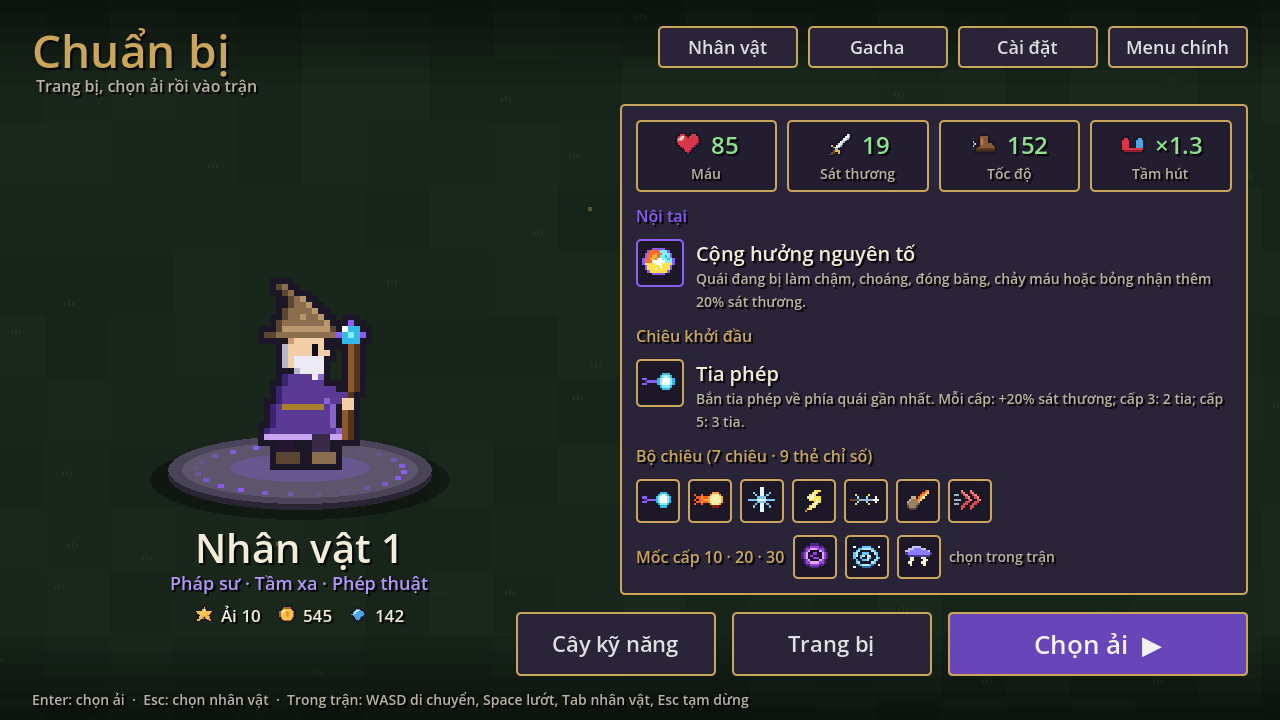 Chuẩn bị
Trang bị, chọn ải rồi vào trận
Nhân vật
Gacha
Cài đặt
Menu chính
85
Máu
19
Sát thương
152
Tốc độ
×1.3
Tầm hút
Nội tại
Cộng hưởng nguyên tố
Quái đang bị làm chậm, choáng, đóng băng, chảy máu hoặc bỏng nhận thêm
20% sát thương.
Chiêu khởi đầu
Tia phép
Bắn tia phép về phía quái gần nhất. Mỗi cấp: +20% sát thương; cấp 3: 2 tia; cấp
5: 3 tia.
Bộ chiêu (7 chiêu · 9 thẻ chỉ số)
Mốc cấp 10 · 20 · 30
chọn trong trận
Nhân vật 1
Pháp sư · Tầm xa · Phép thuật
Ải 10
545
142
Cây kỹ năng
Trang bị
Chọn ải ▶
Enter: chọn ải · Esc: chọn nhân vật · Trong trận: WASD di chuyển, Space lướt, Tab nhân vật, Esc tạm dừng